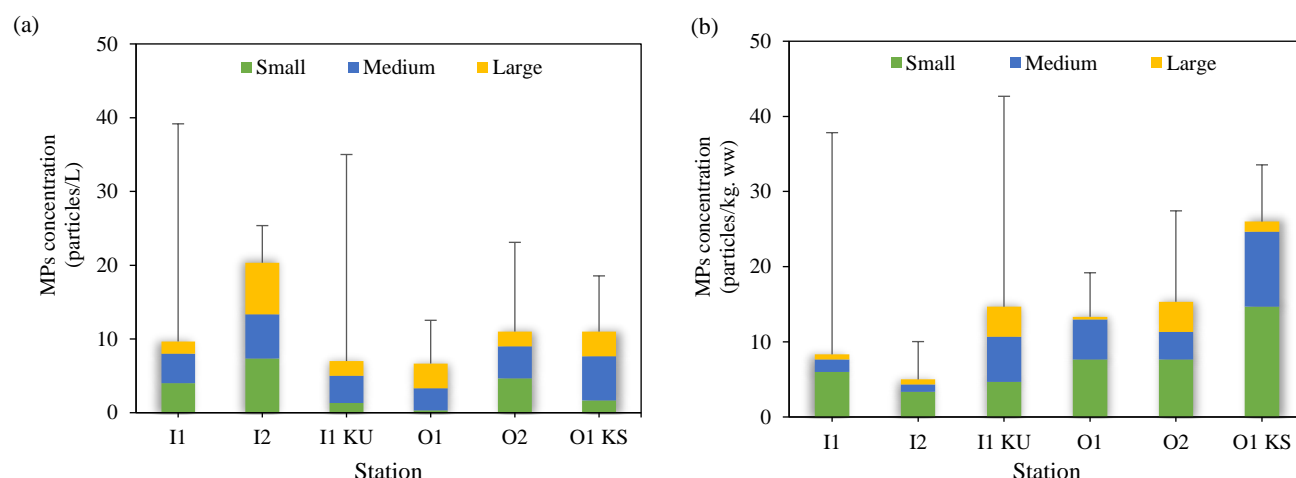 (a)
MPs concentration
(particles/L)
50
40
30
20
10
0
Small Medium Large
I1 I2 I1 KU O1 O2 O1 KS
Station
(b)
MPs concentration
(particles/kg. ww)
50
40
30
20
10
0
Small Medium Large
I1 I2 I1 KU O1 O2 O1 KS
Station